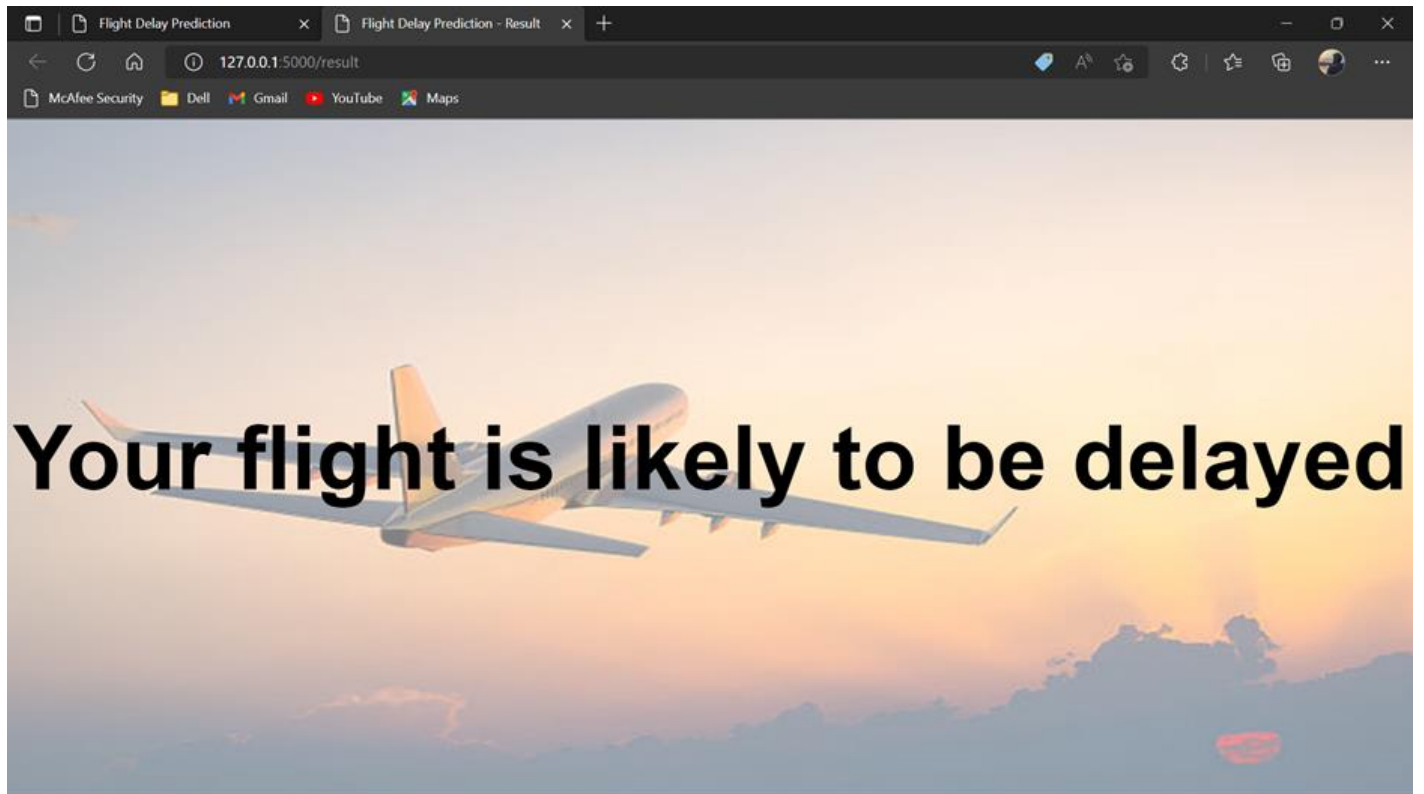 Flight Delay Prediction
Flight Delay Prediction - Result
127.0.0.1:5000/result
McAfee Security Dell Gmail YouTube Maps
Your flight is likely to be delayed